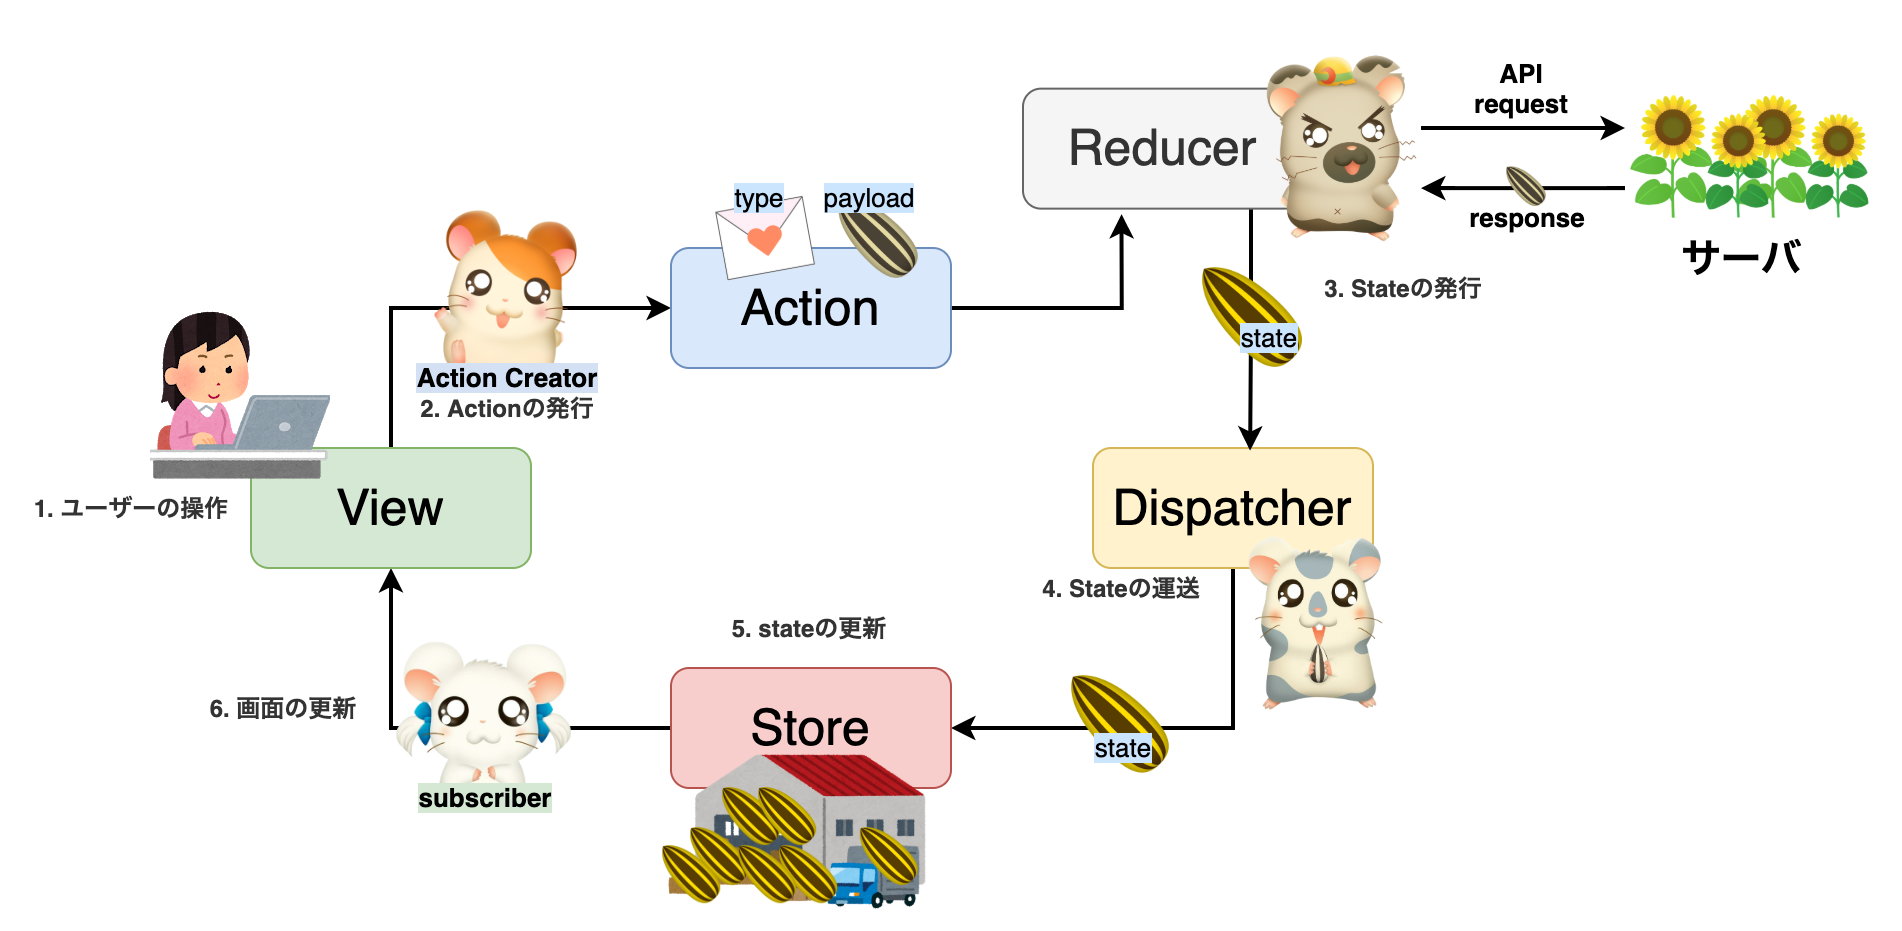 API
request
Reducer
response
サーバ
type
payload
3. Stateの発行
Action
state
Action Creator
2. Actionの発行
1. ユーザーの操作
View
Dispatcher
4. Stateの運送
5. stateの更新
6. 画面の更新
Store
state
subscriber